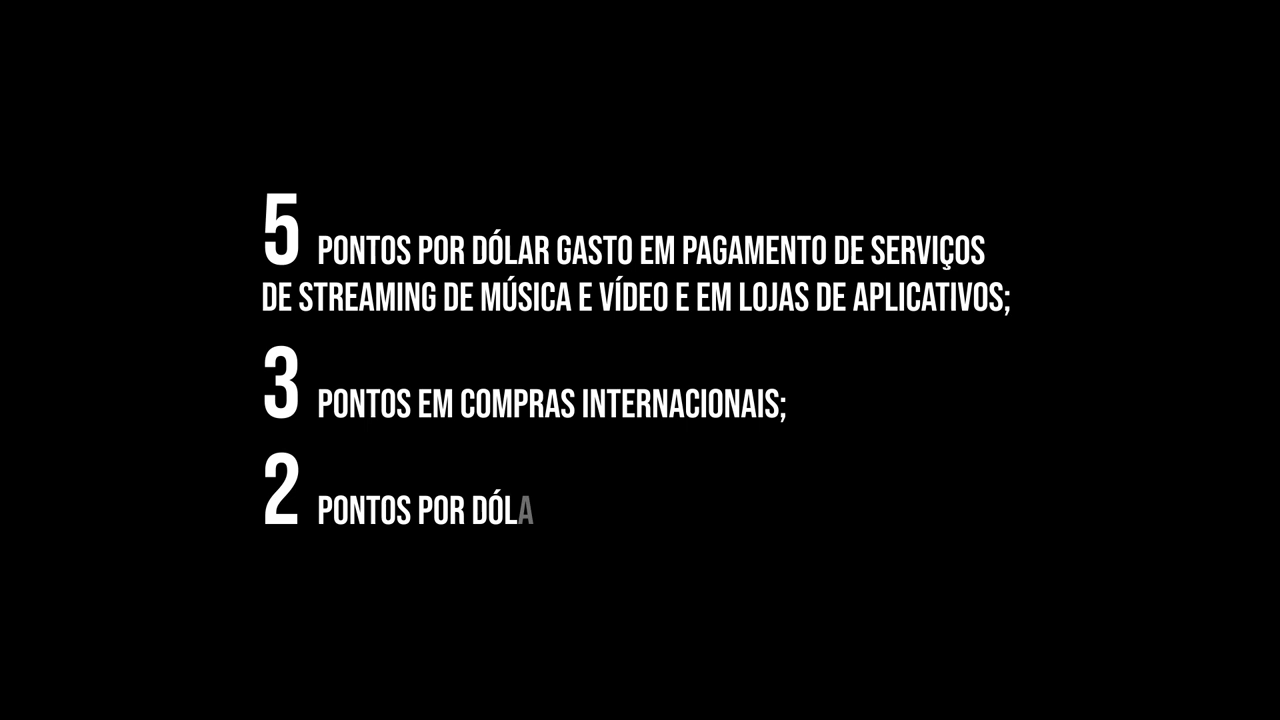 5 PONTOS POR DÓLAR GASTO EM PAGAMENTO DE SERVIÇOS
DE STREAMING DE MÚSICA E VÍDEO E EM LOJAS DE APLICATIVOS;
3 PONTOS EM COMPRAS INTERNACIONAIS;
2 PONTOS POR DÓLA